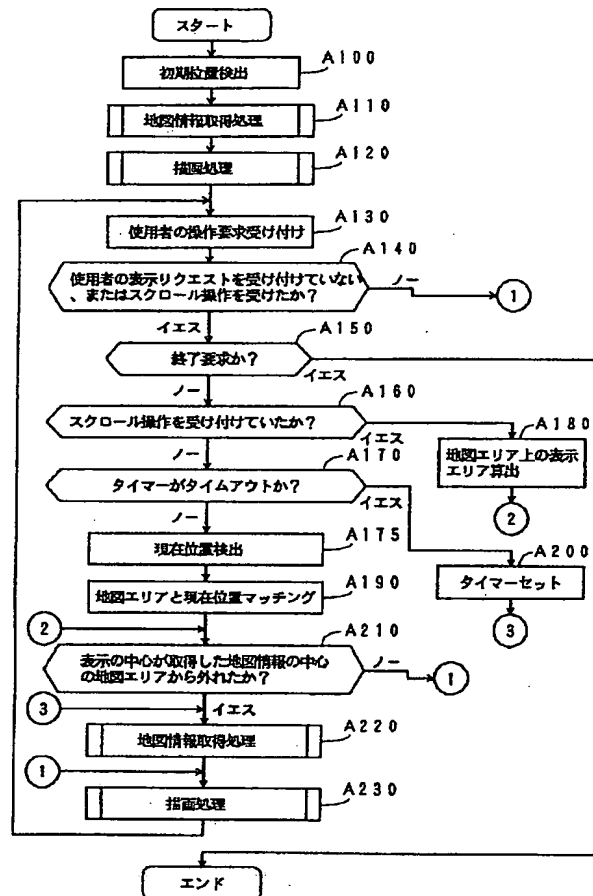 スタート
A100
初期位置検出
A110
地図情報取得処理
A120
描画処理
A130
使用者の操作要求受け付け
A140
使用者の表示リクエストを受け付けていない
、またはスクロール操作を受けたか？
ノー
1
イエス
A150
終了要求か？
イエス
ノー
A160
スクロール操作を受け付けていたか？
イエス
A180
地図エリア上の表示
エリア算出
2
ノー
A170
タイマーがタイムアウトか？
イエス
ノー
A175
現在位置検出
A200
タイマーセット
3
A190
地図エリアと現在位置マッチング
2
A210
表示の中心が取得した地図情報の中心
の地図エリアから外れたか？
ノー
1
3
イエス
A220
地図情報取得処理
1
A230
描画処理
エンド